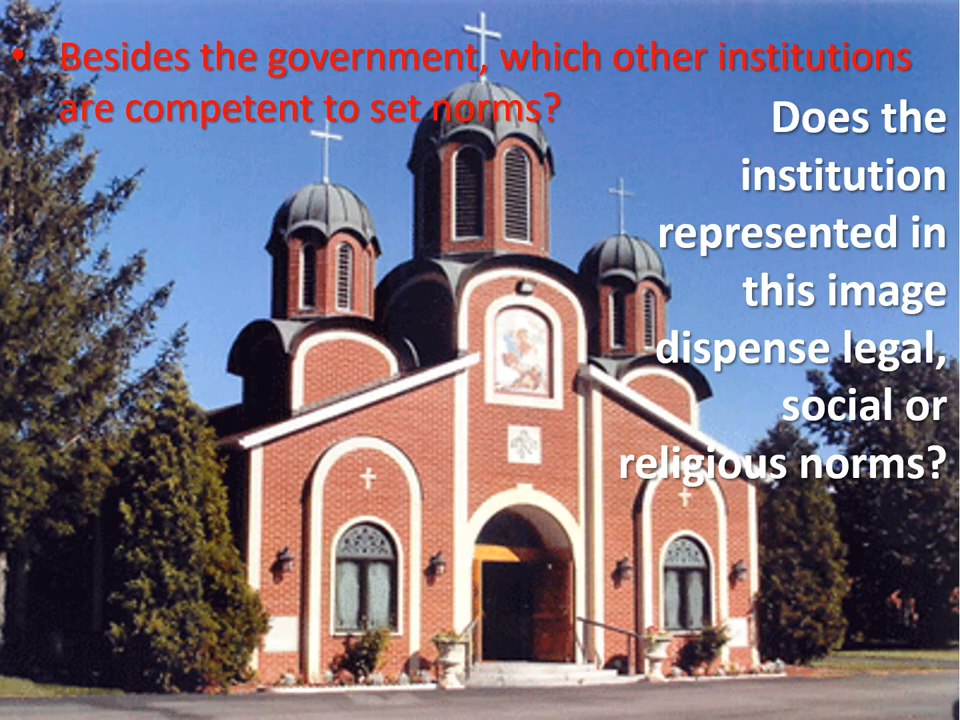 • Besides the government, which other institutions
are competent to set norms?
Does the
institution
represented in
this image
dispense legal,
social or
religious norms?